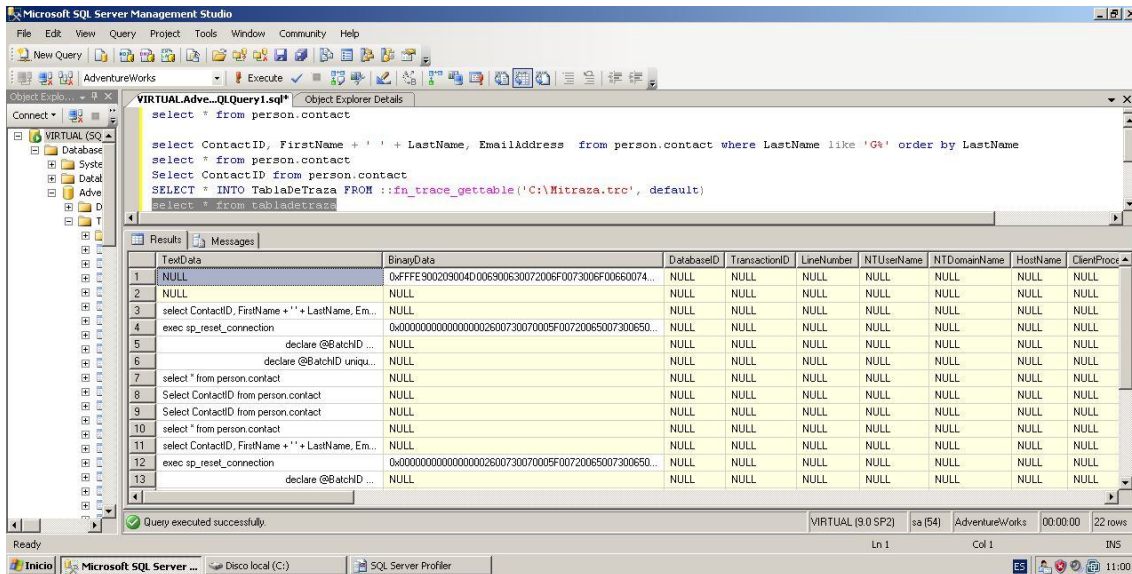 Microsoft SQL Server Management Studio
File Edit View Query Project Tools Window Community Help
New Query
AdventureWorks Execute
Object Explo...
VIRTUAL.Adve...QLQuery1.sql* Object Explorer Details
Connect
VIRTUAL (SQ
Database
Syste
Datab
Adve
D
T
select * from person.contact
select ContactID, FirstName + ' ' + LastName, EmailAddress from person.contact where LastName like 'G%' order by LastName
select * from person.contact
Select ContactID from person.contact
SELECT * INTO TablaDeTraza FROM ::fn_trace_gettable('C:\Mitraza.trc', default)
select * from tabladetraza
Results Messages
TextData BinaryData DatabaseID TransactionID LineNumber NTUserName NTDomainName HostName ClientProce
1 NULL 0xFFFE900209004D006900630072006F0073006F00660074... NULL NULL NULL NULL NULL NULL NULL
2 NULL NULL NULL NULL NULL NULL NULL NULL NULL
3 select ContactID, FirstName + ' ' + LastName, Em... NULL NULL NULL NULL NULL NULL NULL NULL
4 exec sp_reset_connection 0x00000000000000002600730070005F00720065007300650... NULL NULL NULL NULL NULL NULL NULL
5 declare @BatchID ... NULL NULL NULL NULL NULL NULL NULL NULL
6 declare @BatchID uniqu... NULL NULL NULL NULL NULL NULL NULL NULL
7 select * from person.contact NULL NULL NULL NULL NULL NULL NULL NULL
8 Select ContactID from person.contact NULL NULL NULL NULL NULL NULL NULL NULL
9 Select ContactID from person.contact NULL NULL NULL NULL NULL NULL NULL NULL
10 select * from person.contact NULL NULL NULL NULL NULL NULL NULL NULL
11 select ContactID, FirstName + ' ' + LastName, Em... NULL NULL NULL NULL NULL NULL NULL NULL
12 exec sp_reset_connection 0x00000000000000002600730070005F00720065007300650... NULL NULL NULL NULL NULL NULL NULL
13 declare @BatchID ... NULL NULL NULL NULL NULL NULL NULL NULL
Query executed successfully. VIRTUAL (9.0 SP2) sa (54) AdventureWorks 00:00:00 22 rows
Ready Ln 1 Col 1 INS
Inicio Microsoft SQL Server ... Disco local (C:) SQL Server Profiler ES 11:00